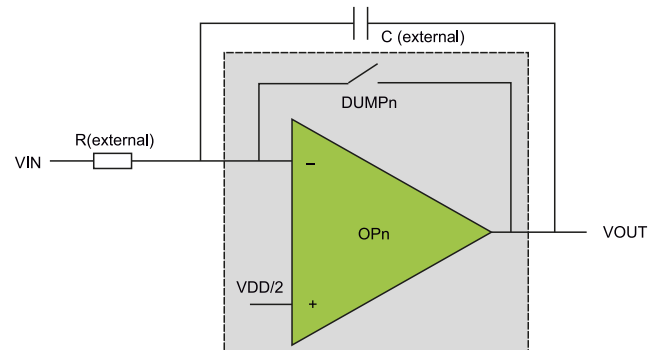 C (external)
DUMPn
R(external)
VIN
–
OPn
VOUT
VDD/2
+